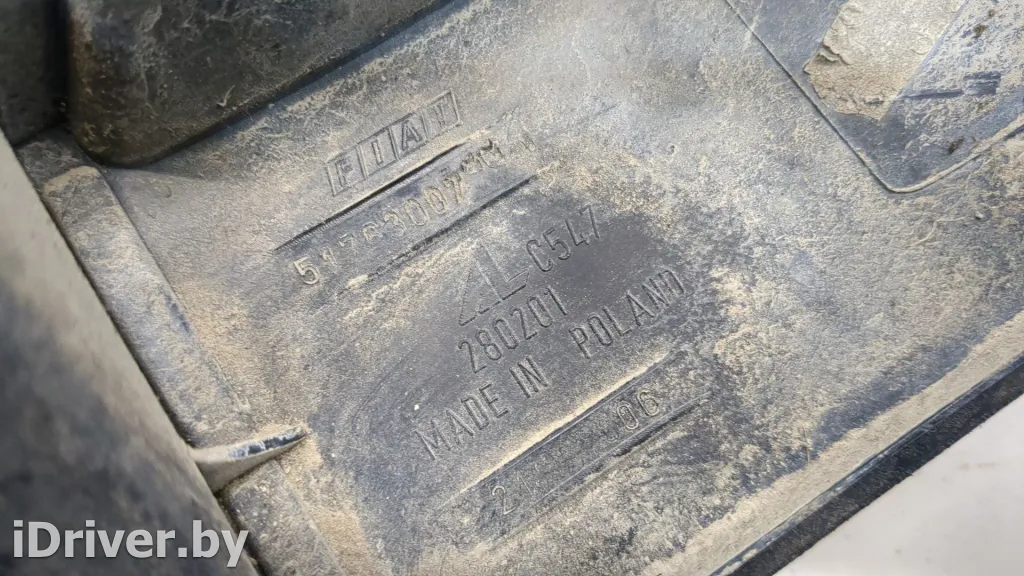 FIAT
C547
280201
MADE IN POLAND
06
iDriver.by